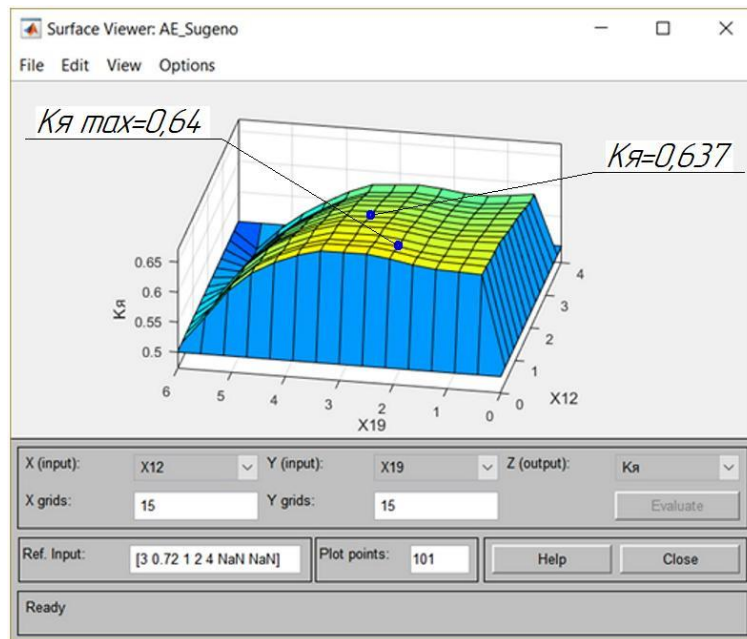 Surface Viewer: AE_Sugeno
File Edit View Options
Kя max=0,64
Kя=0,637
0.65
0.6
0.55
0.5
Kя
6
5
4
3
2
1
0
X19
0
1
2
3
4
X12
X (input): X12 Y (input): X19 Z (output): Kя
X grids: 15 Y grids: 15 Evaluate
Ref. Input: [3 0.72 1 2 4 NaN NaN] Plot points: 101 Help Close
Ready